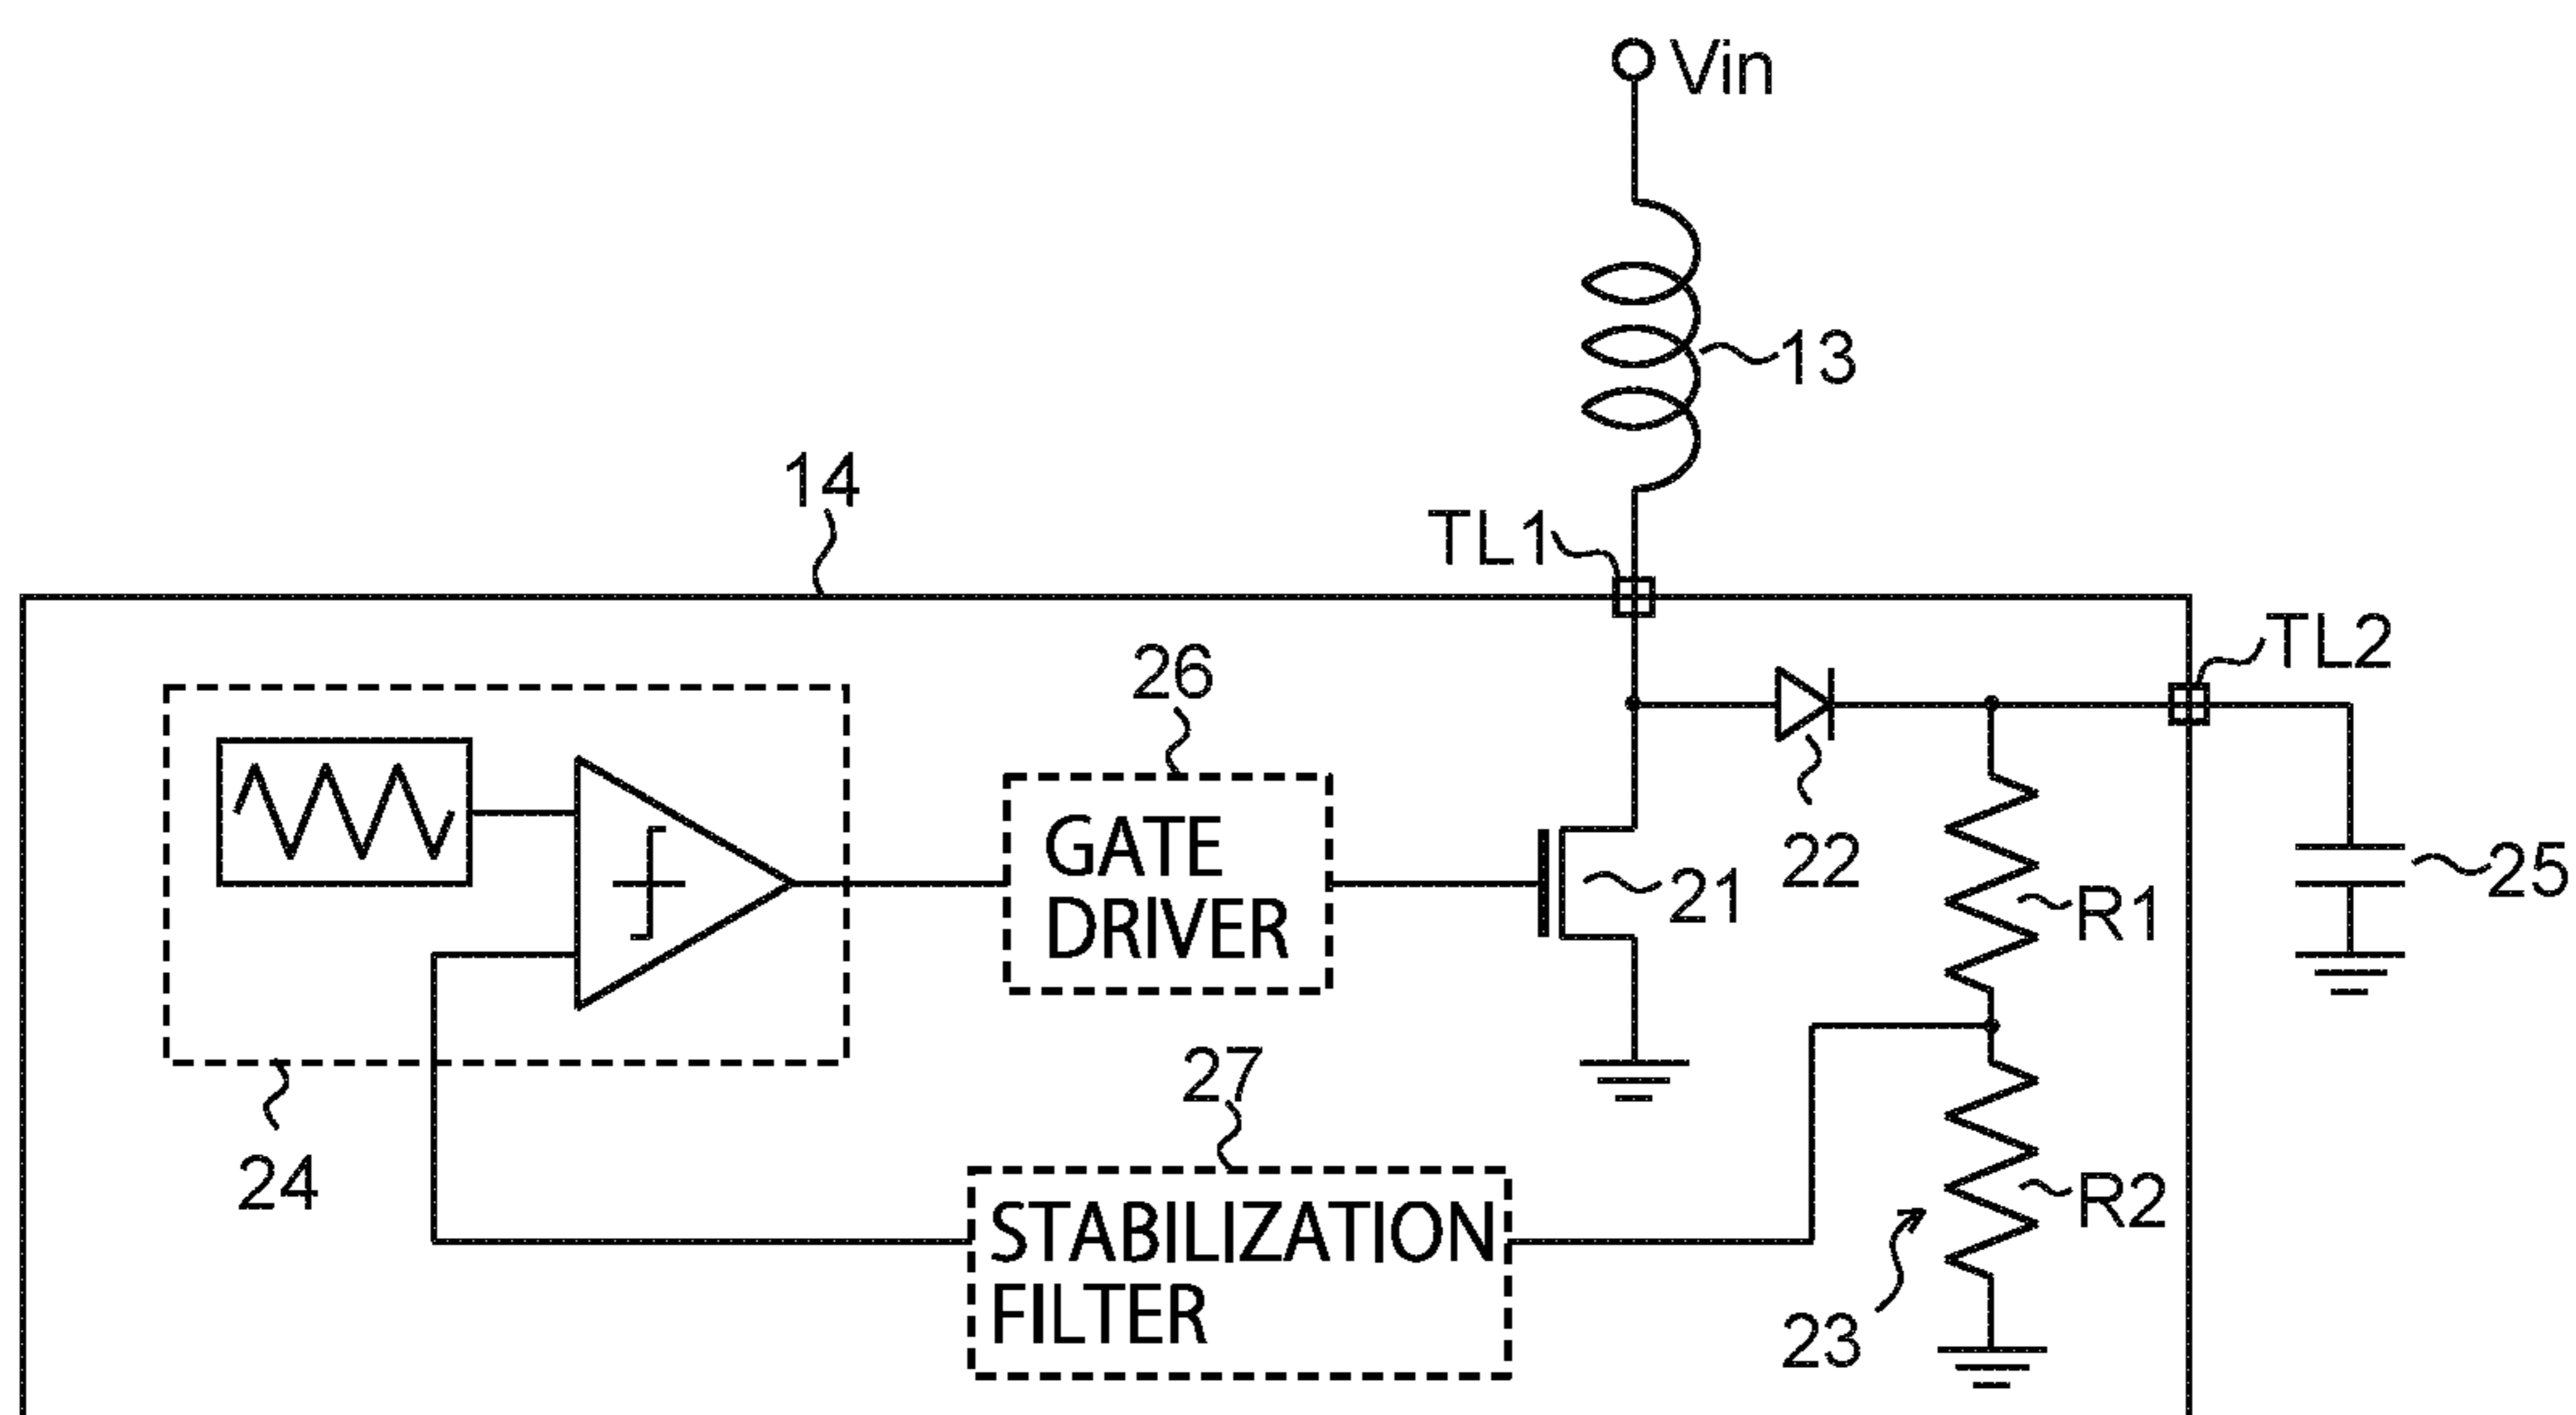 Vin
13
14
TL1
TL2
26
GATE
DRIVER
22
21
R1
25
24
27
STABILIZATION
FILTER
R2
23